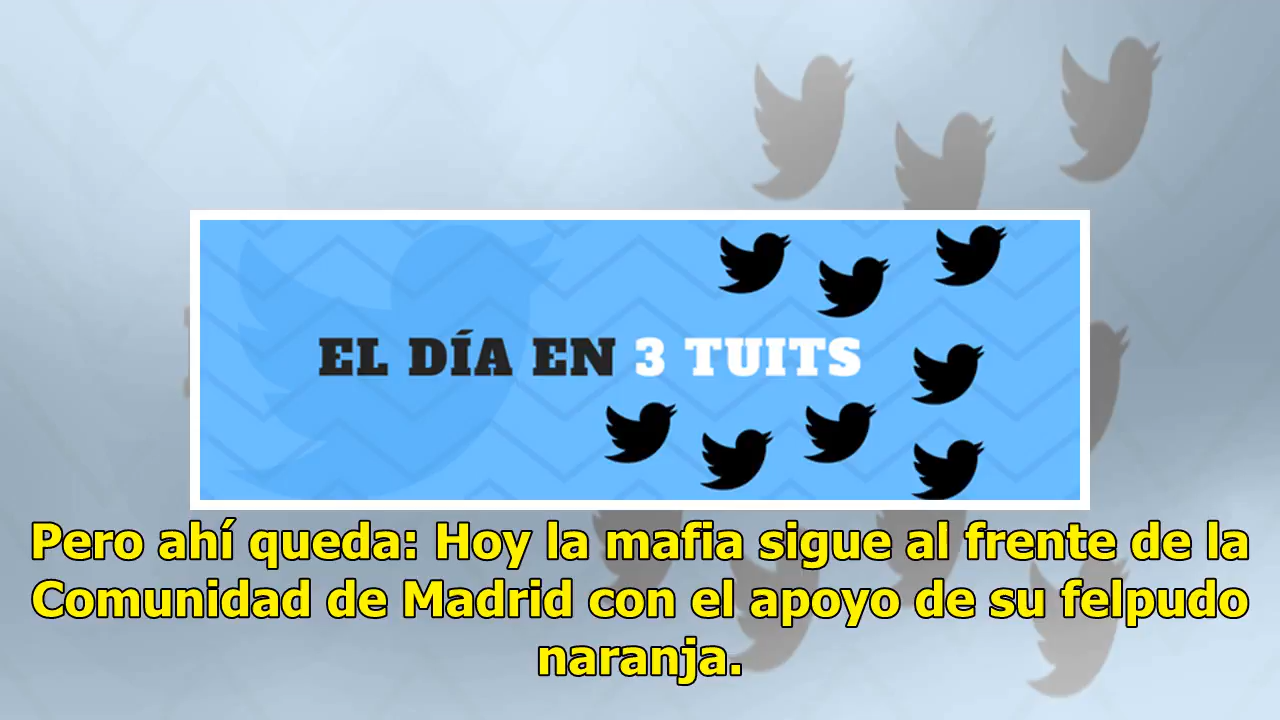 EL DÍA EN 3 TUITS
Pero ahí queda: Hoy la mafia sigue al frente de la
Comunidad de Madrid con el apoyo de su felpudo
naranja.